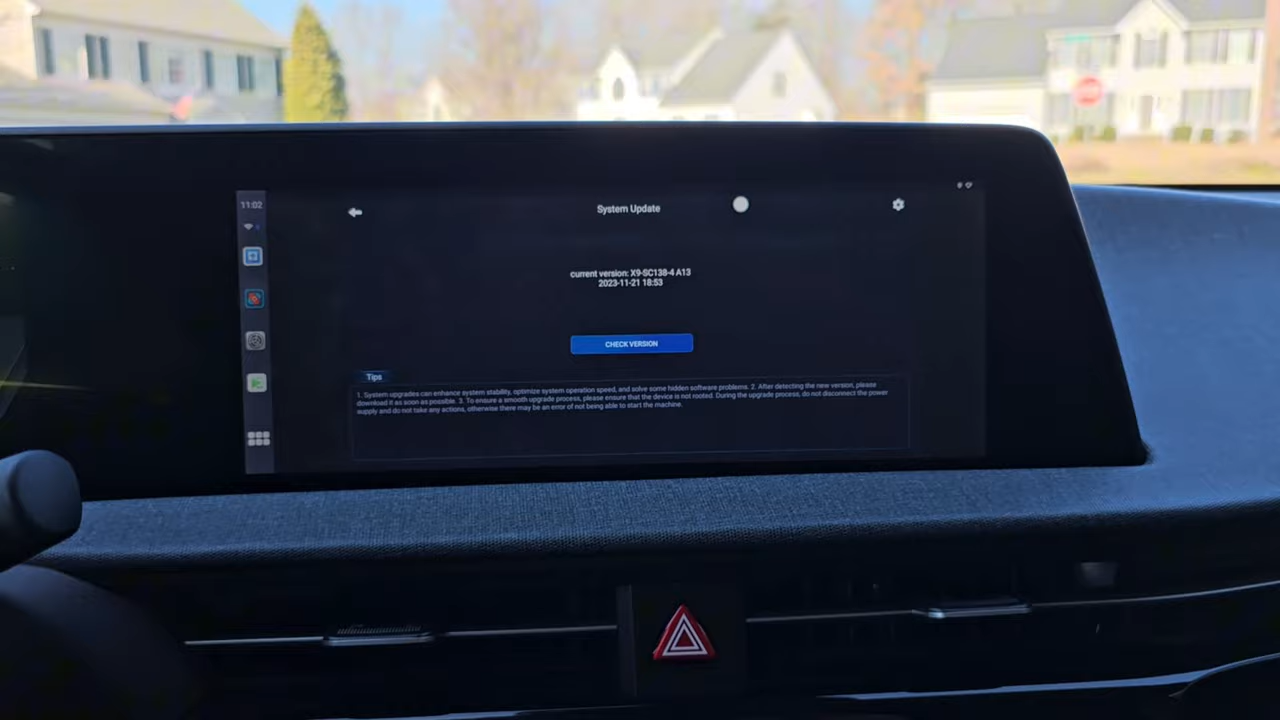 11:02
System Update
current version: X9-SC138-4 A13
2023-11-21 18:53
CHECK VERSION
Tips
1. System upgrades can enhance system stability, optimize system operation speed, and solve some hidden software problems. 2. After detecting the new version, please
download it as soon as possible. 3. To ensure a smooth upgrade process, please ensure that the device is not rooted. During the upgrade process, do not disconnect the power
supply and do not take any actions, otherwise there may be an error of not being able to start the machine.